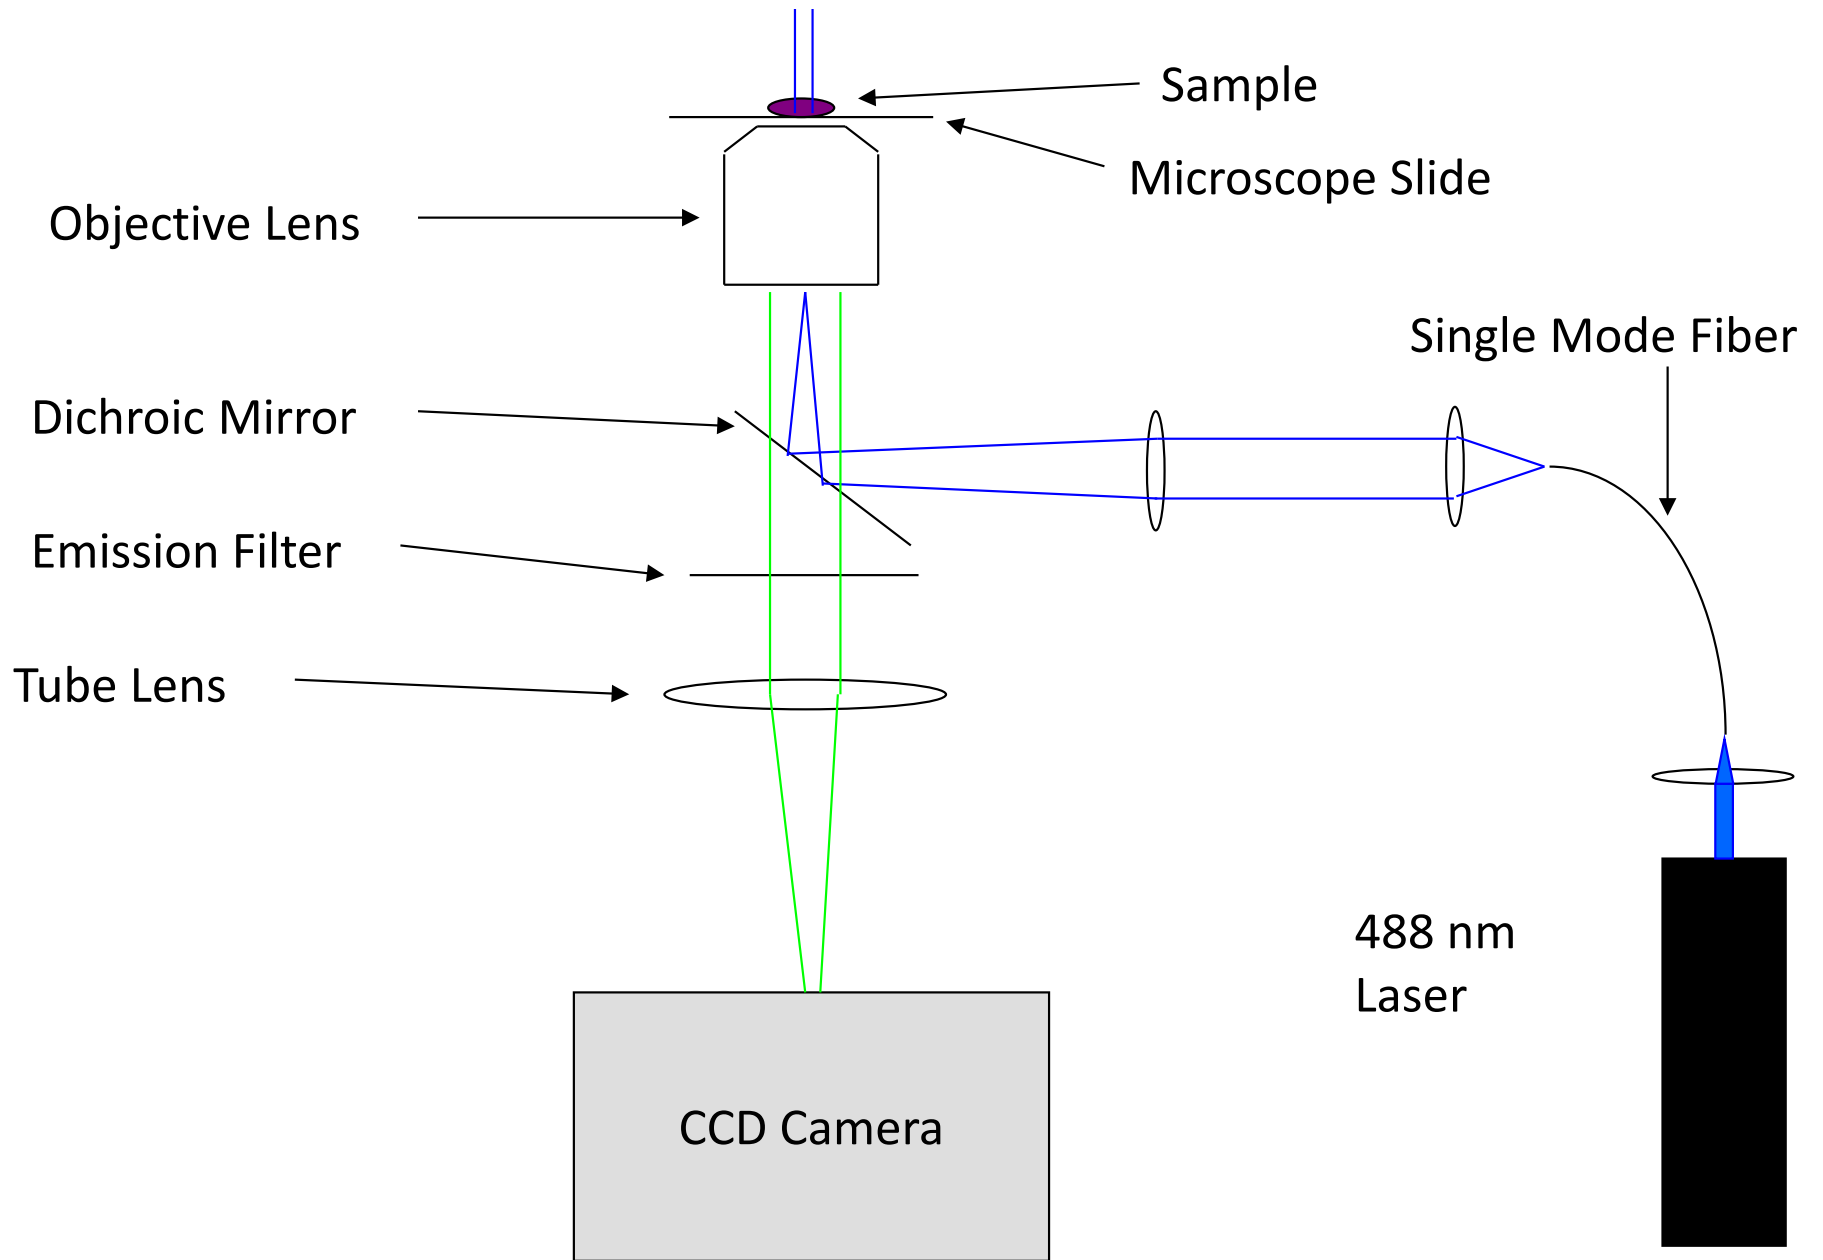 Sample
Microscope Slide
Objective Lens
Single Mode Fiber
Dichroic Mirror
Emission Filter
Tube Lens
488 nm
Laser
CCD Camera